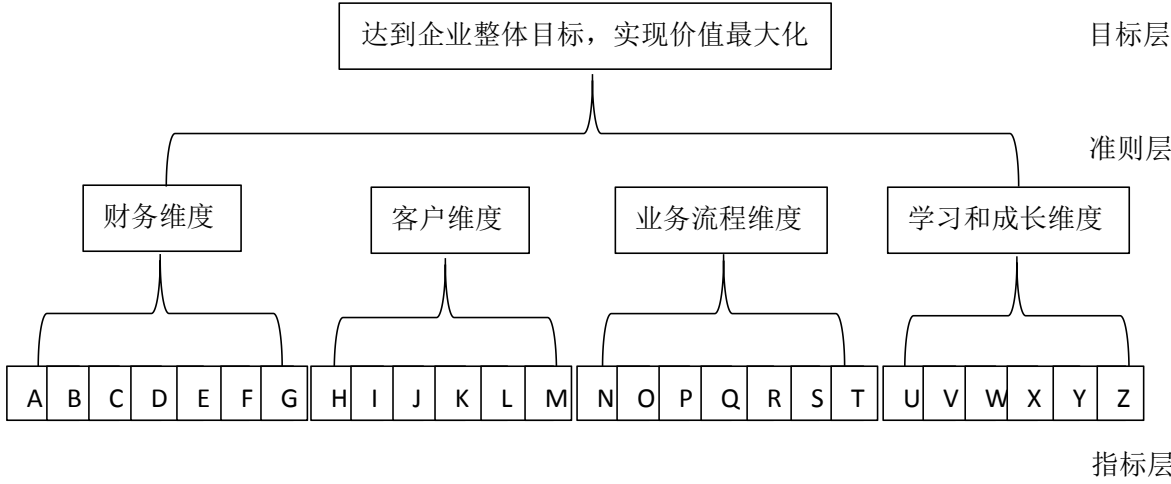 达到企业整体目标，实现价值最大化
目标层
准则层
财务维度 客户维度 业务流程维度 学习和成长维度
A B C D E F G H I J K L M N O P Q R S T U V W X Y Z
指标层